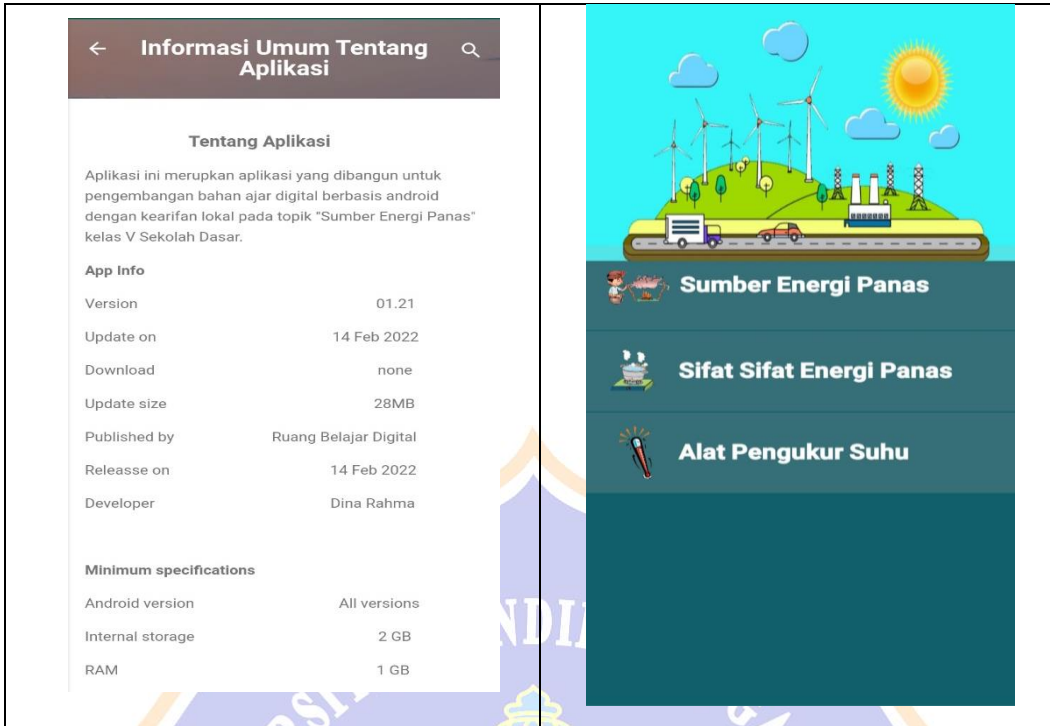 Informasi Umum Tentang
Aplikasi
Tentang Aplikasi
Aplikasi ini merupkan aplikasi yang dibangun untuk
pengembangan bahan ajar digital berbasis android
dengan kearifan lokal pada topik "Sumber Energi Panas"
kelas V Sekolah Dasar.
App Info
Version 01.21
Update on 14 Feb 2022
Download none
Update size 28MB
Published by Ruang Belajar Digital
Releasse on 14 Feb 2022
Developer Dina Rahma
Minimum specifications
Android version All versions
Internal storage 2 GB
RAM 1 GB
Sumber Energi Panas
Sifat Sifat Energi Panas
Alat Pengukur Suhu